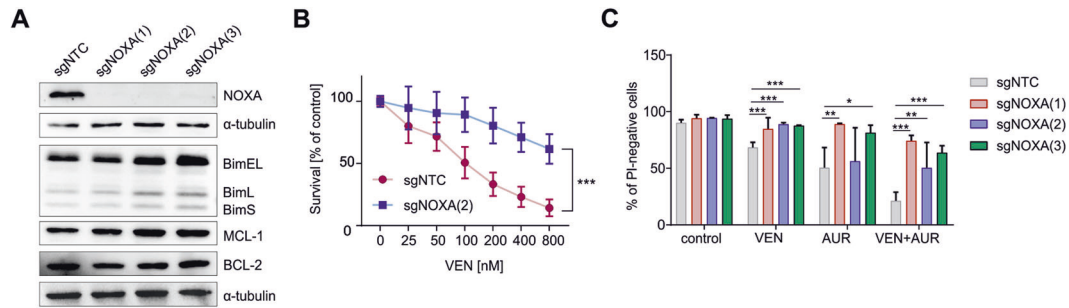 A
sgNTC
sgNOXA(1)
sgNOXA(2)
sgNOXA(3)
NOXA
α-tubulin
BimEL
BimL
BimS
MCL-1
BCL-2
α-tubulin
B
Survival [% of control]
100
50
0
sgNTC
sgNOXA(2)
***
0 25 50 100 200 400 800
VEN [nM]
C
% of PI-negative cells
150
100
50
0
*** *** ***
** *
*** ** ***
control VEN AUR VEN+AUR
sgNTC
sgNOXA(1)
sgNOXA(2)
sgNOXA(3)